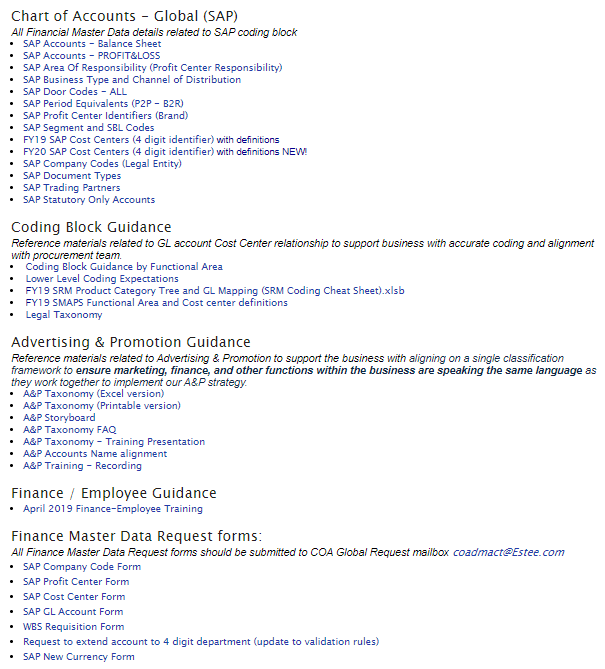 Chart of Accounts - Global (SAP)
All Financial Master Data details related to SAP coding block
SAP Accounts - Balance Sheet
SAP Accounts - PROFIT&LOSS
SAP Area Of Responsibility (Profit Center Responsibility)
SAP Business Type and Channel of Distribution
SAP Door Codes - ALL
SAP Period Equivalents (P2P - B2R)
SAP Profit Center Identifiers (Brand)
SAP Segment and SBL Codes
FY19 SAP Cost Centers (4 digit identifier) with definitions
FY20 SAP Cost Centers (4 digit identifier) with definitions NEW!
SAP Company Codes (Legal Entity)
SAP Document Types
SAP Trading Partners
SAP Statutory Only Accounts
Coding Block Guidance
Reference materials related to GL account Cost Center relationship to support business with accurate coding and alignment
with procurement team.
Coding Block Guidance by Functional Area
Lower Level Coding Expectations
FY19 SRM Product Category Tree and GL Mapping (SRM Coding Cheat Sheet).xlsb
FY19 SMAPS Functional Area and Cost center definitions
Legal Taxonomy
Advertising & Promotion Guidance
Reference materials related to Advertising & Promotion to support the business with aligning on a single classification
framework to ensure marketing, finance, and other functions within the business are speaking the same language as
they work together to implement our A&P strategy.
A&P Taxonomy (Excel version)
A&P Taxonomy (Printable version)
A&P Storyboard
A&P Taxonomy FAQ
A&P Taxonomy - Training Presentation
A&P Accounts Name alignment
A&P Training - Recording
Finance / Employee Guidance
April 2019 Finance-Employee Training
Finance Master Data Request forms:
All Finance Master Data Request forms should be submitted to COA Global Request mailbox coadmact@Estee.com
SAP Company Code Form
SAP Profit Center Form
SAP Cost Center Form
SAP GL Account Form
WBS Requisition Form
Request to extend account to 4 digit department (update to validation rules)
SAP New Currency Form